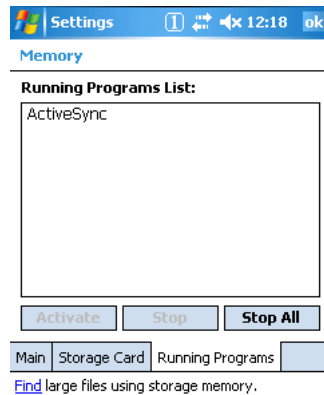 Settings 1 12:18 ok
Memory
Running Programs List:
ActiveSync
Activate Stop Stop All
Main Storage Card Running Programs
Find large files using storage memory.